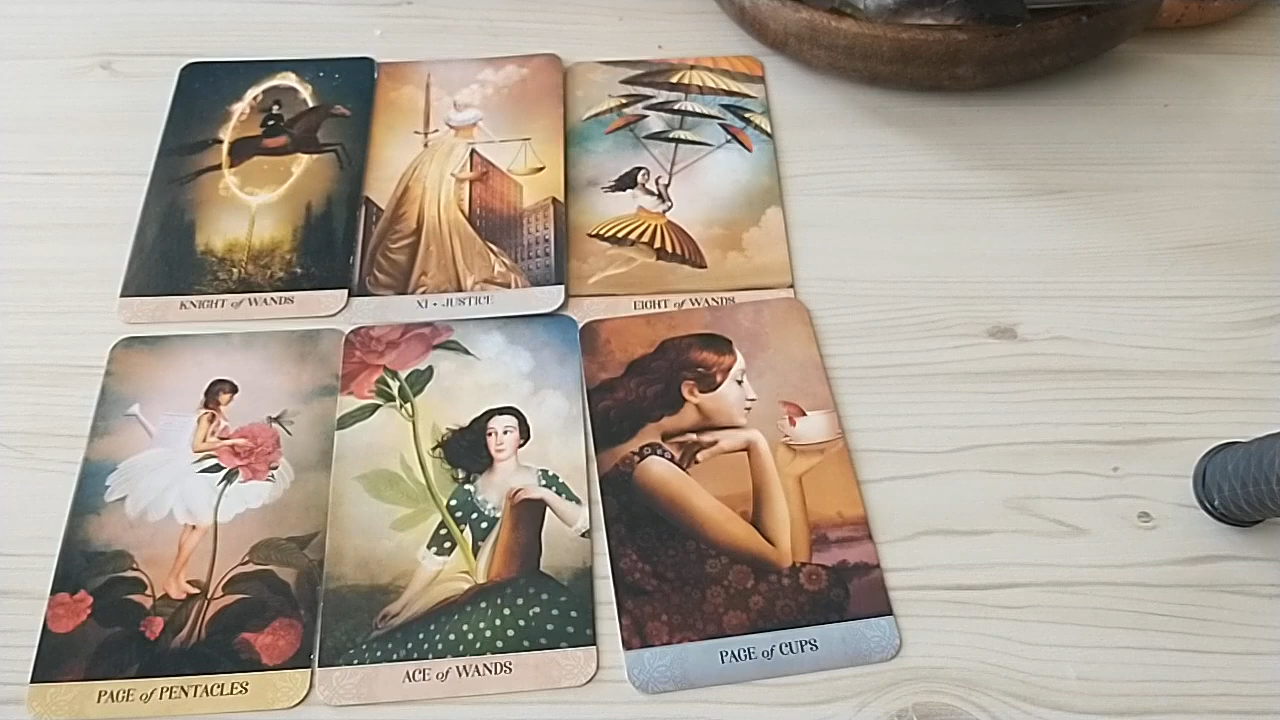 KNIGHT of WANDS
XI • JUSTICE
EIGHT of WANDS
PAGE of PENTACLES
ACE of WANDS
PAGE of CUPS